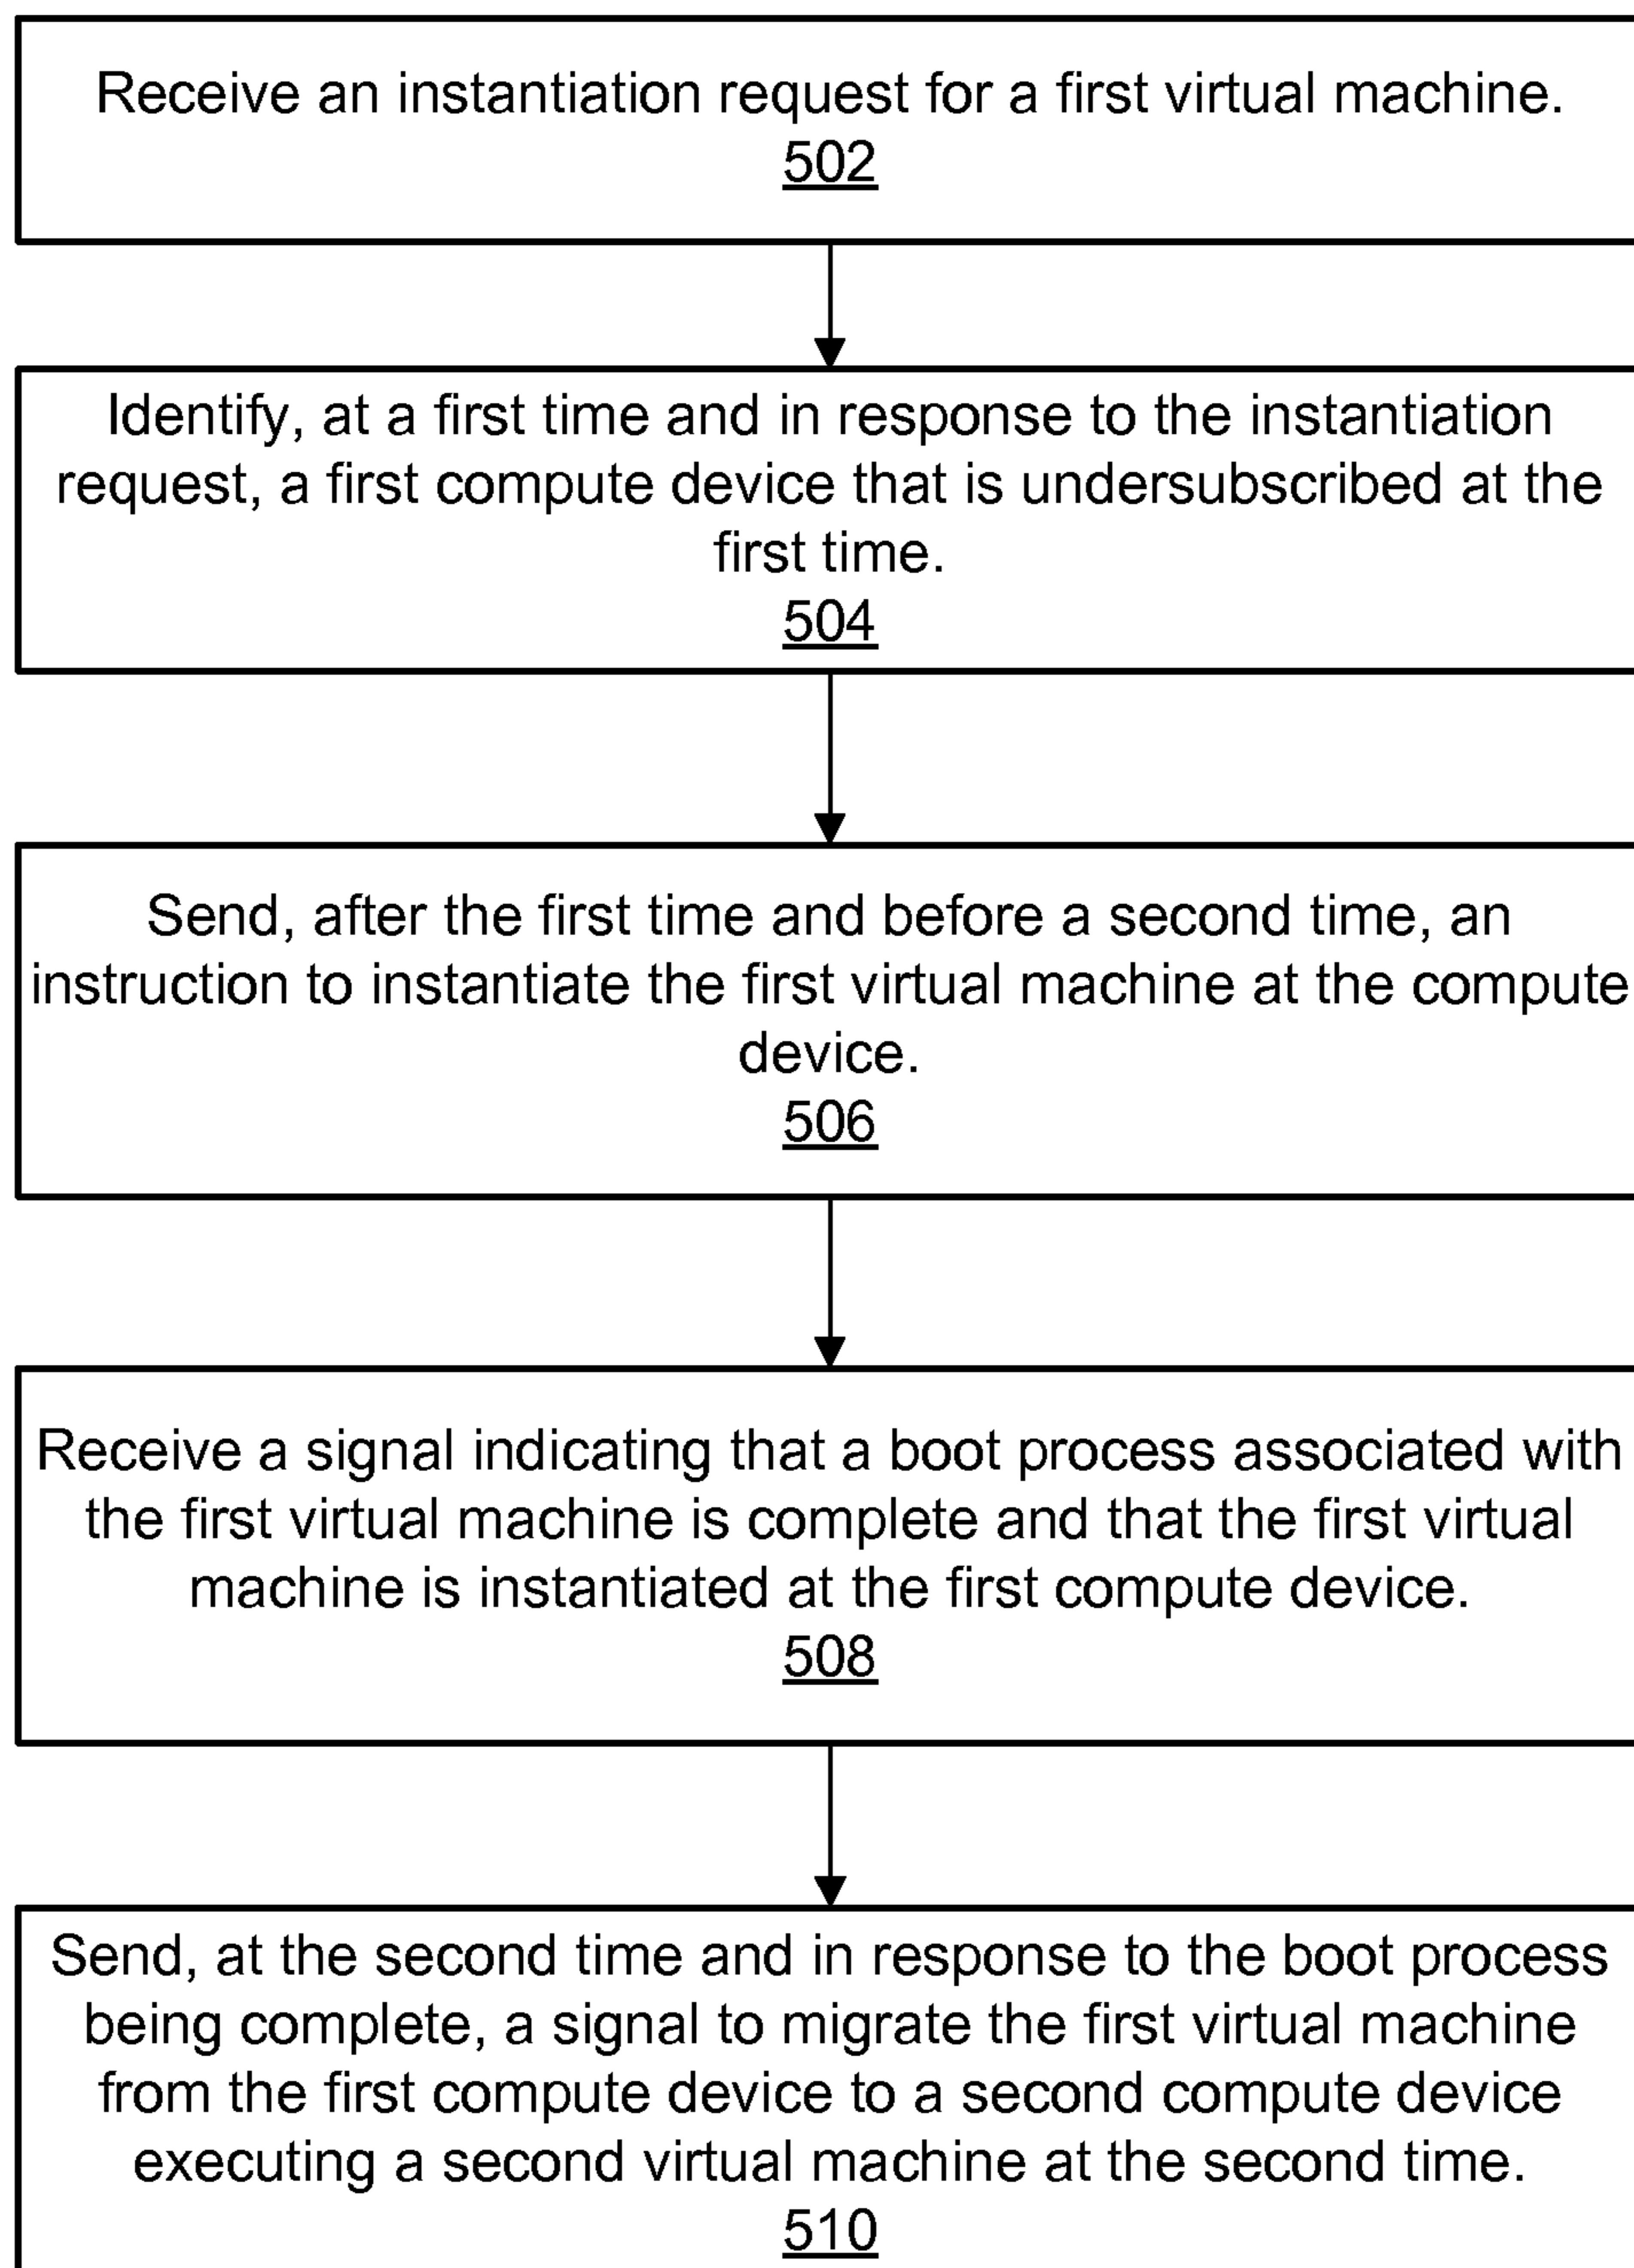 Receive an instantiation request for a first virtual machine.
502
Identify, at a first time and in response to the instantiation
request, a first compute device that is undersubscribed at the
first time.
504
Send, after the first time and before a second time, an
instruction to instantiate the first virtual machine at the compute
device.
506
Receive a signal indicating that a boot process associated with
the first virtual machine is complete and that the first virtual
machine is instantiated at the first compute device.
508
Send, at the second time and in response to the boot process
being complete, a signal to migrate the first virtual machine
from the first compute device to a second compute device
executing a second virtual machine at the second time.
510